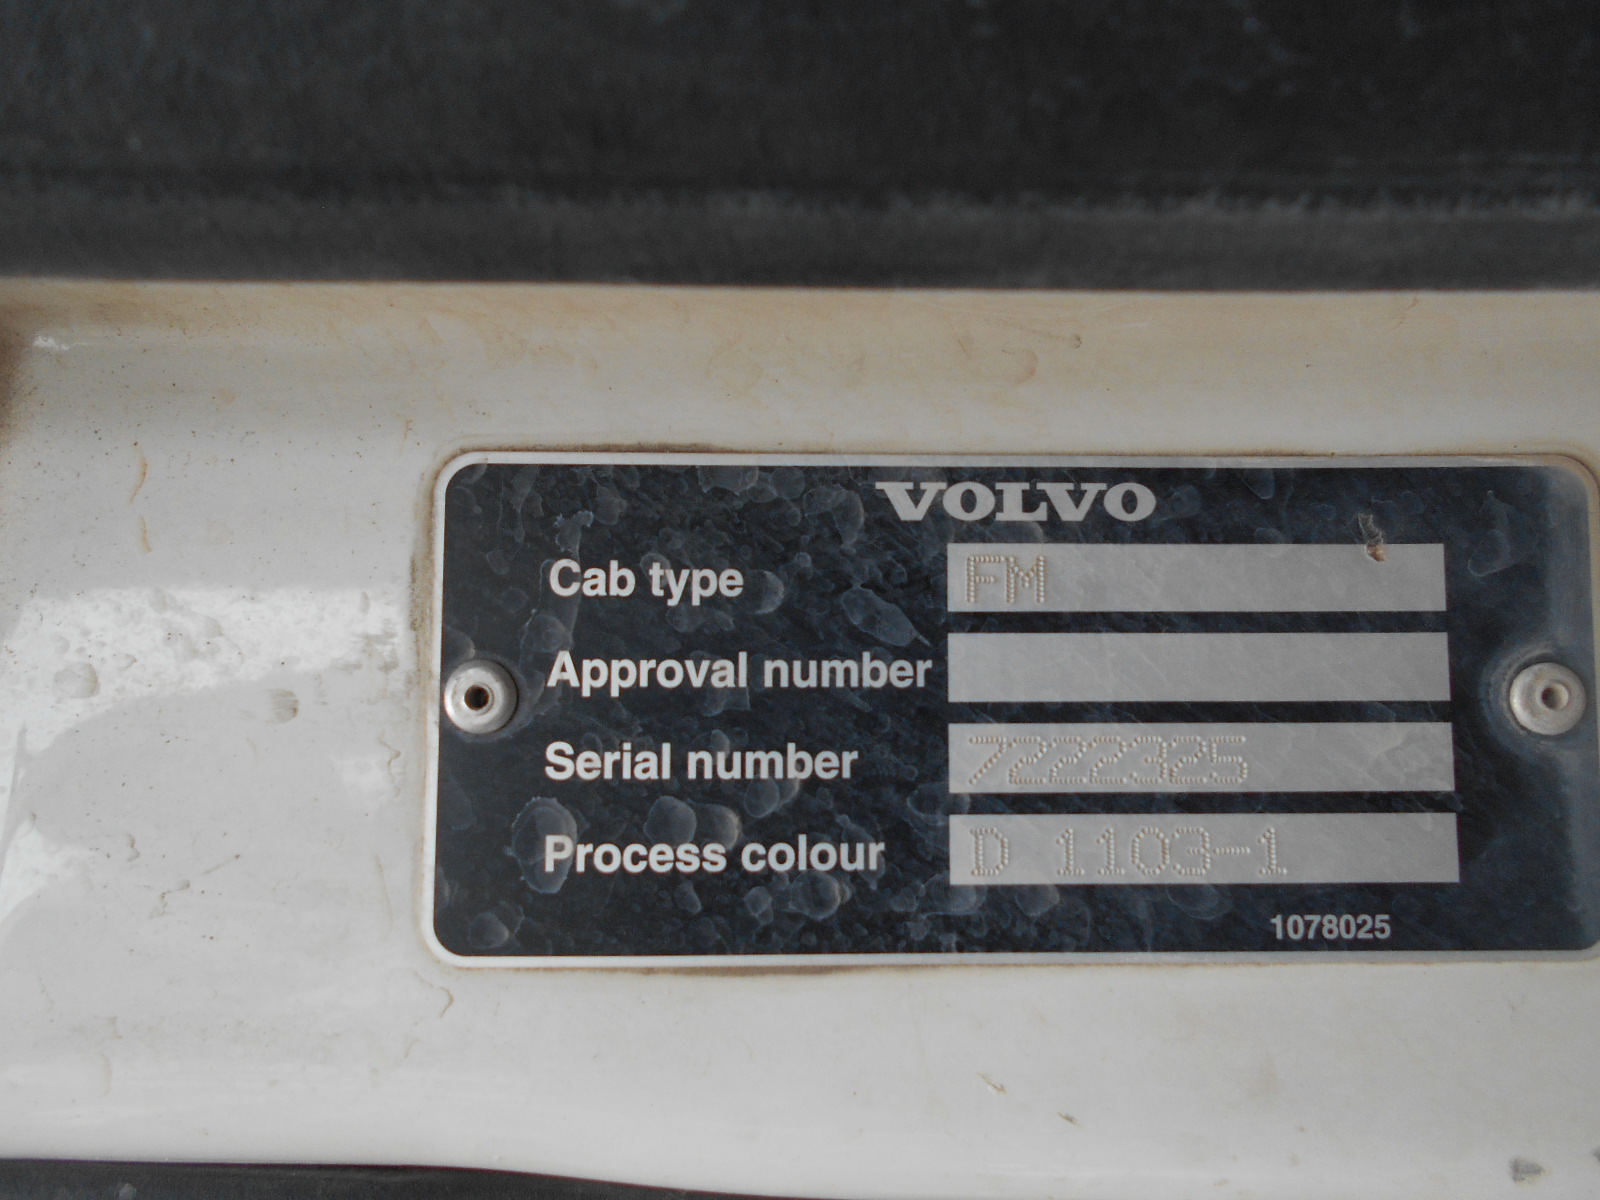 VOLVO
Cab type FM
Approval number
Serial number 7222325
Process colour D 1103-1
1078025